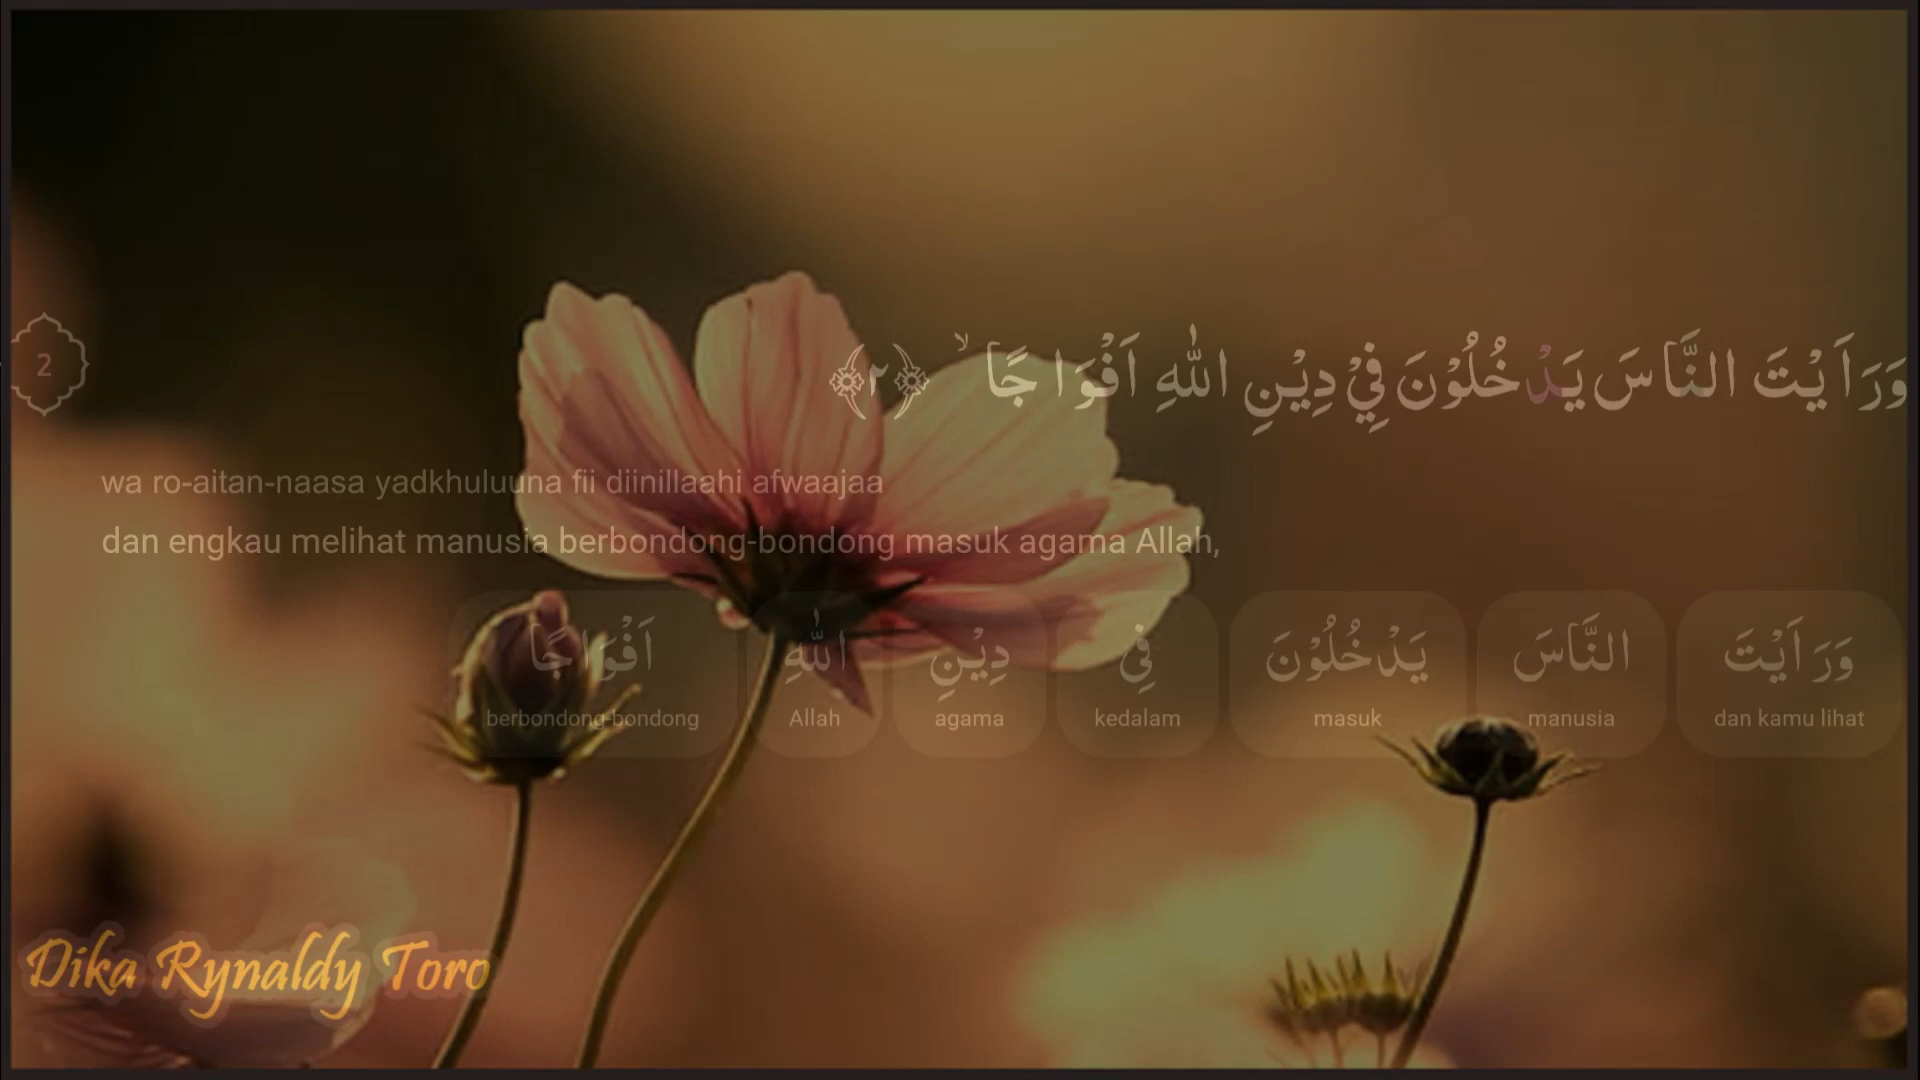 2
وَرَاَيْتَ النَّاسَ يَدْخُلُوْنَ فِيْ دِيْنِ اللّٰهِ اَفْوَاجًاۙ ﴿٢﴾
wa ro-aitan-naasa yadkhuluuna fii diinillaahi afwaajaa
dan engkau melihat manusia berbondong-bondong masuk agama Allah,
وَرَاَيْتَ النَّاسَ يَدْخُلُوْنَ فِى دِيْنِ اللّٰهِ اَفْوَاجًا
dan kamu lihat manusia masuk kedalam agama Allah berbondong-bondong
Dika Rynaldy Toro